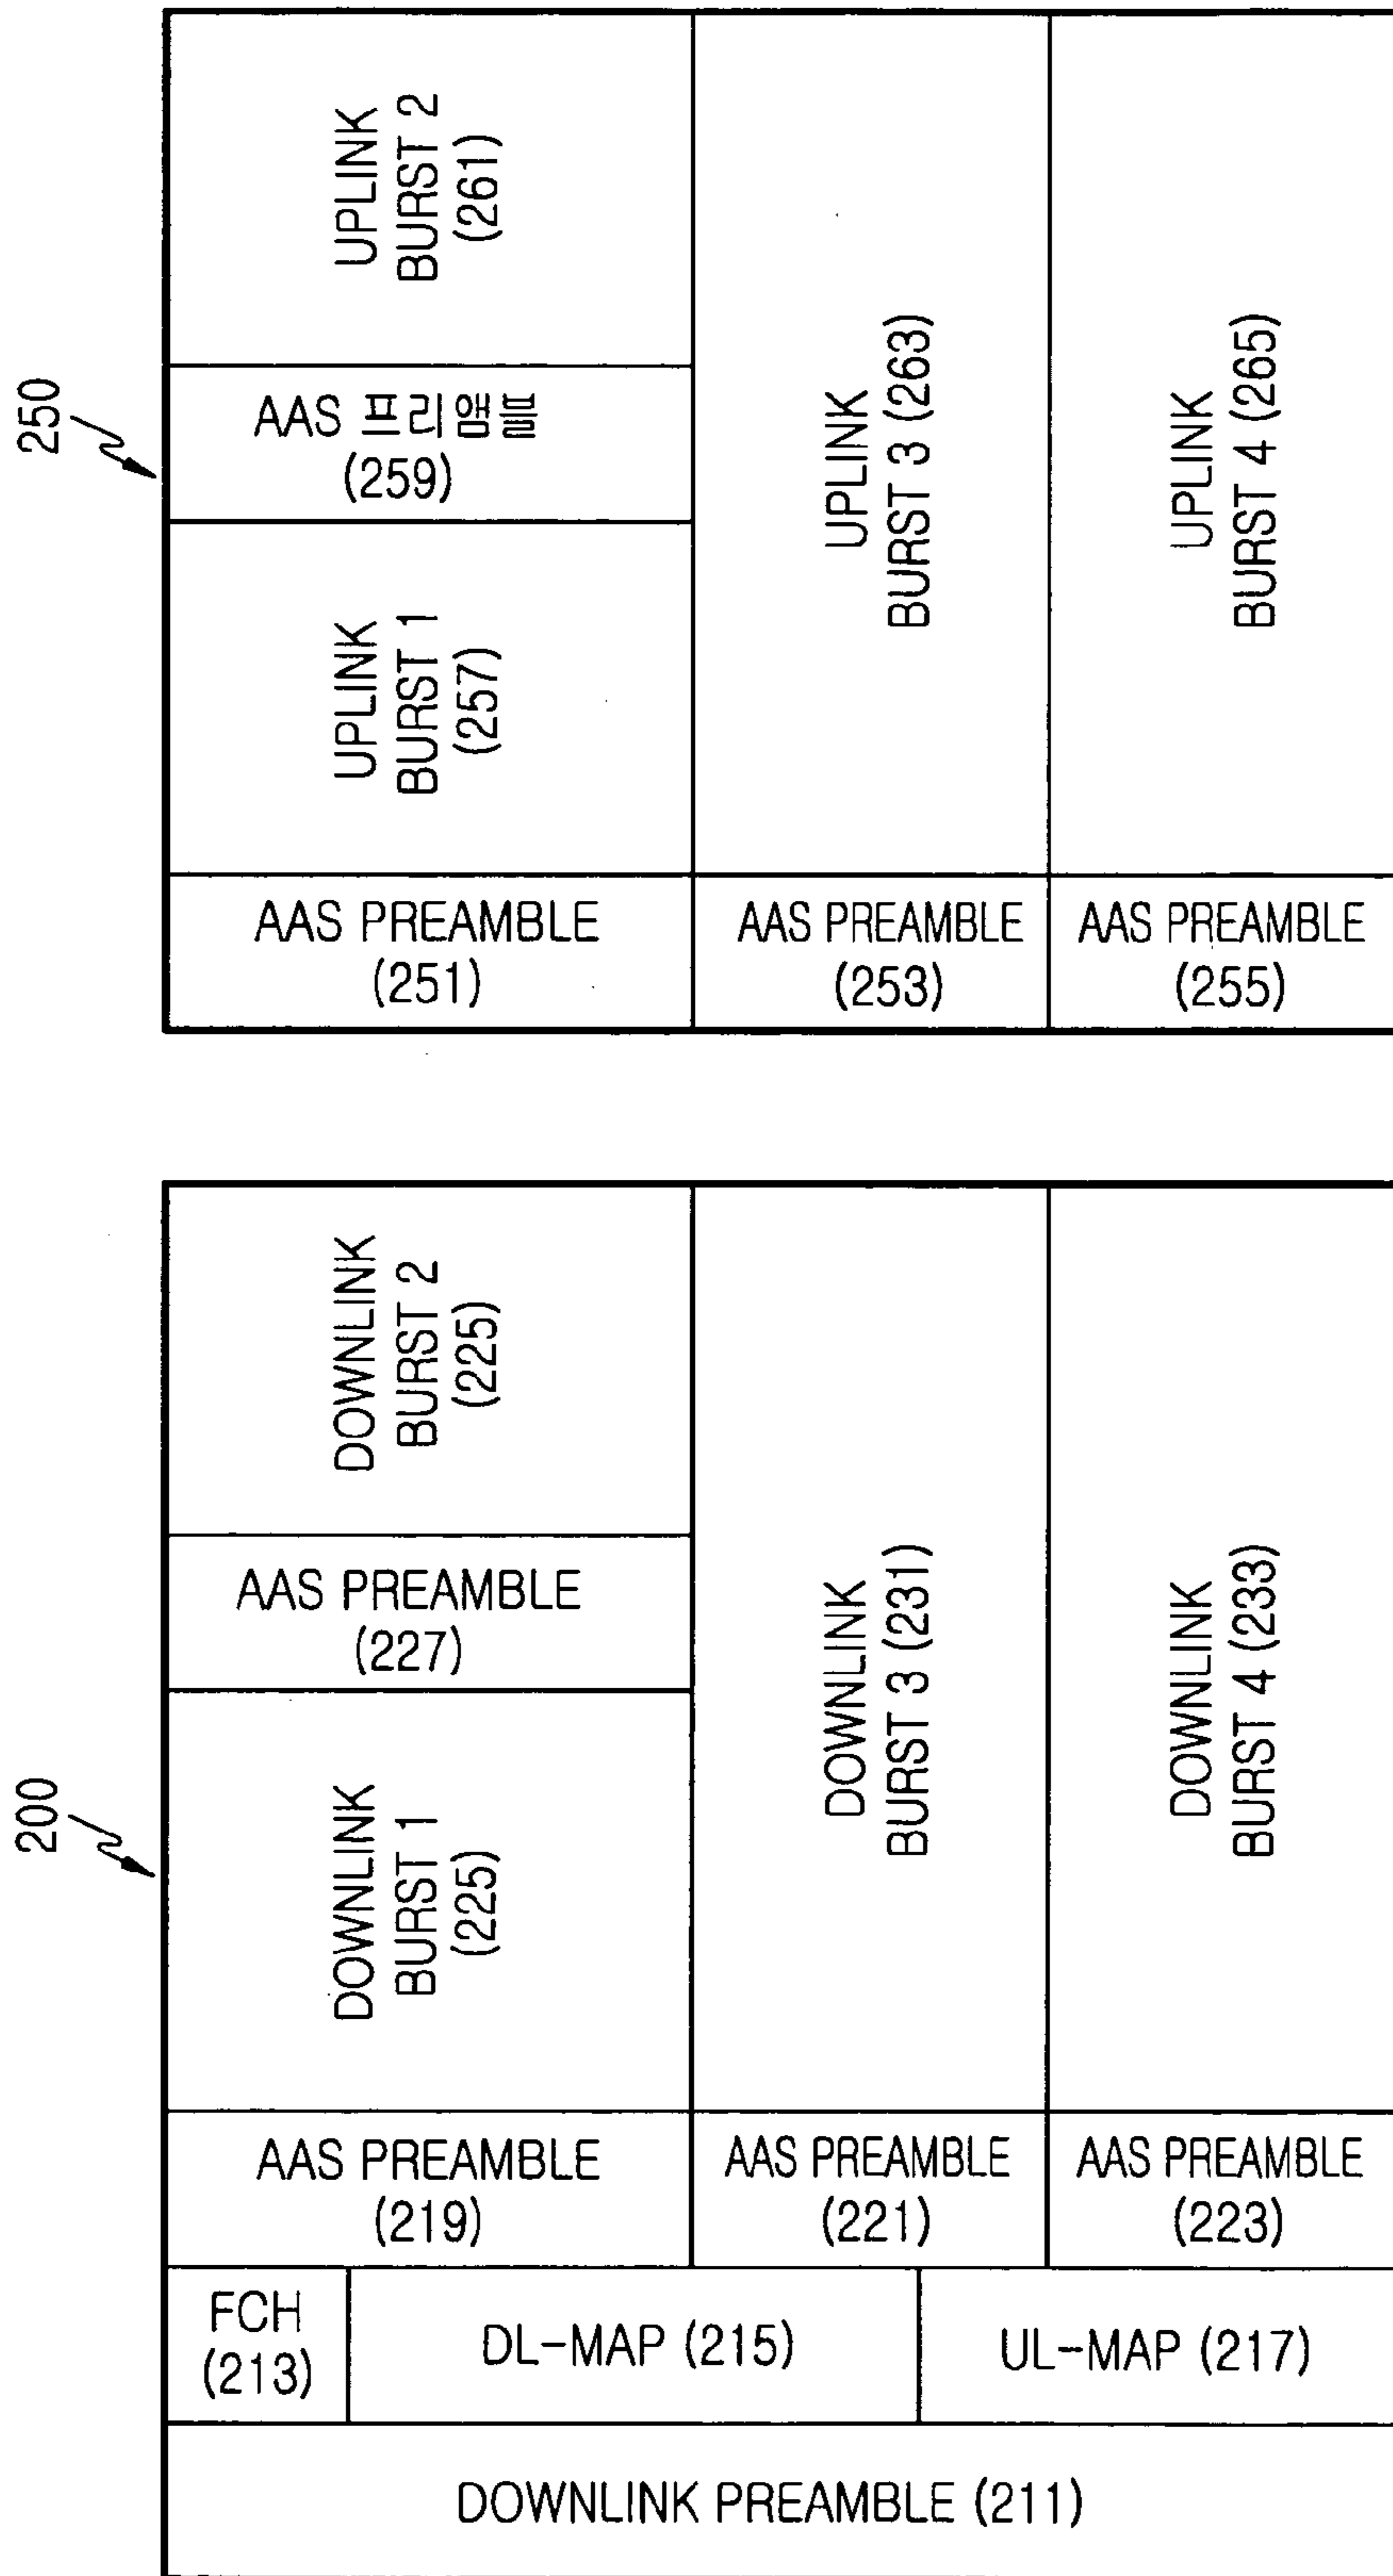 250
UPLINK
BURST 2
(261)
AAS 프리앰블
(259)
UPLINK
BURST 1
(257)
UPLINK
BURST 3 (263)
UPLINK
BURST 4 (265)
AAS PREAMBLE
(251)
AAS PREAMBLE
(253)
AAS PREAMBLE
(255)
200
DOWNLINK
BURST 2
(225)
AAS PREAMBLE
(227)
DOWNLINK
BURST 1
(225)
DOWNLINK
BURST 3 (231)
DOWNLINK
BURST 4 (233)
AAS PREAMBLE
(219)
AAS PREAMBLE
(221)
AAS PREAMBLE
(223)
FCH
(213)
DL-MAP (215)
UL-MAP (217)
DOWNLINK PREAMBLE (211)